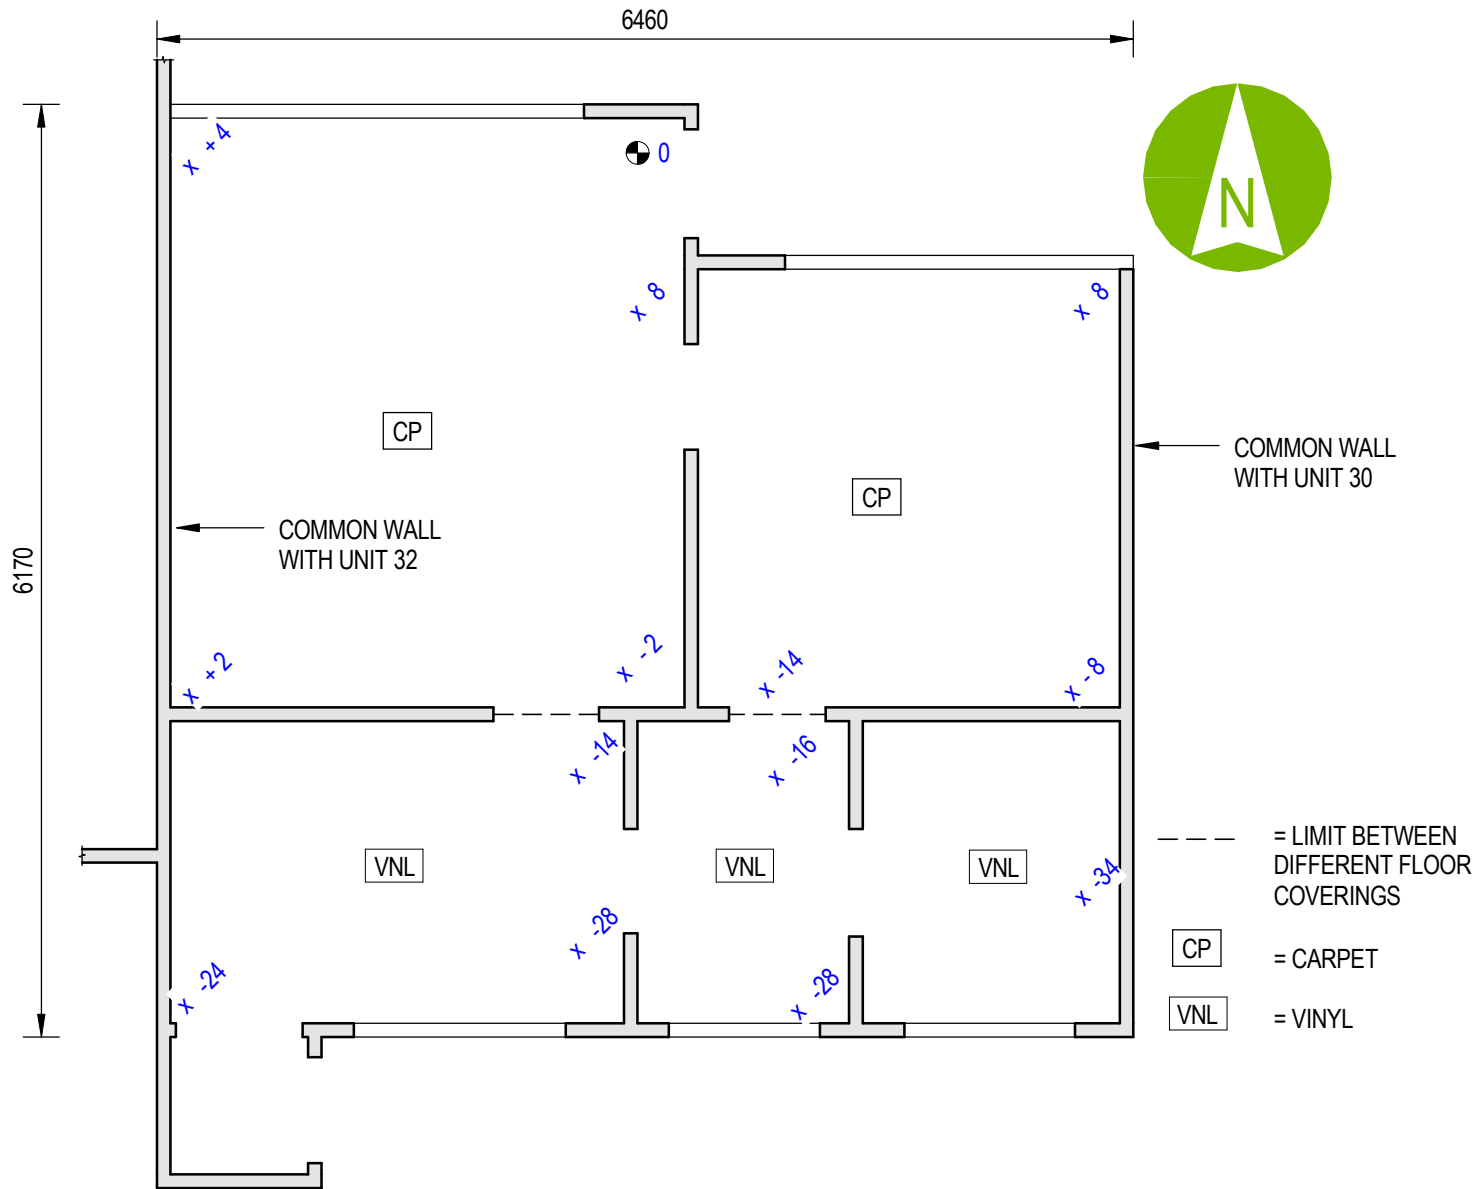 6460
x +4
0
N
x 8
x 8
CP
COMMON WALL
WITH UNIT 30
CP
COMMON WALL
WITH UNIT 32
6170
x +2
x - 2
x -14
x - 8
x -14
x -16
= LIMIT BETWEEN
DIFFERENT FLOOR
COVERINGS
VNL
VNL
VNL
x -34
x -28
CP
= CARPET
x -24
x -28
VNL
= VINYL